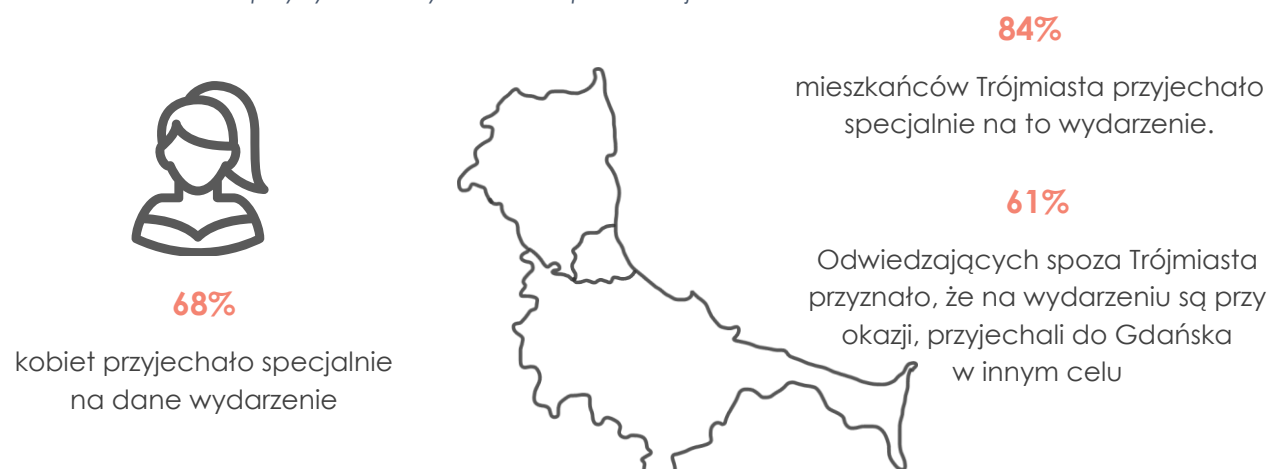 84%
mieszkańców Trójmiasta przyjechało
specjalnie na to wydarzenie.
61%
Odwiedzających spoza Trójmiasta
przyznało, że na wydarzeniu są przy
okazji, przyjechali do Gdańska
w innym celu
68%
kobiet przyjechało specjalnie
na dane wydarzenie